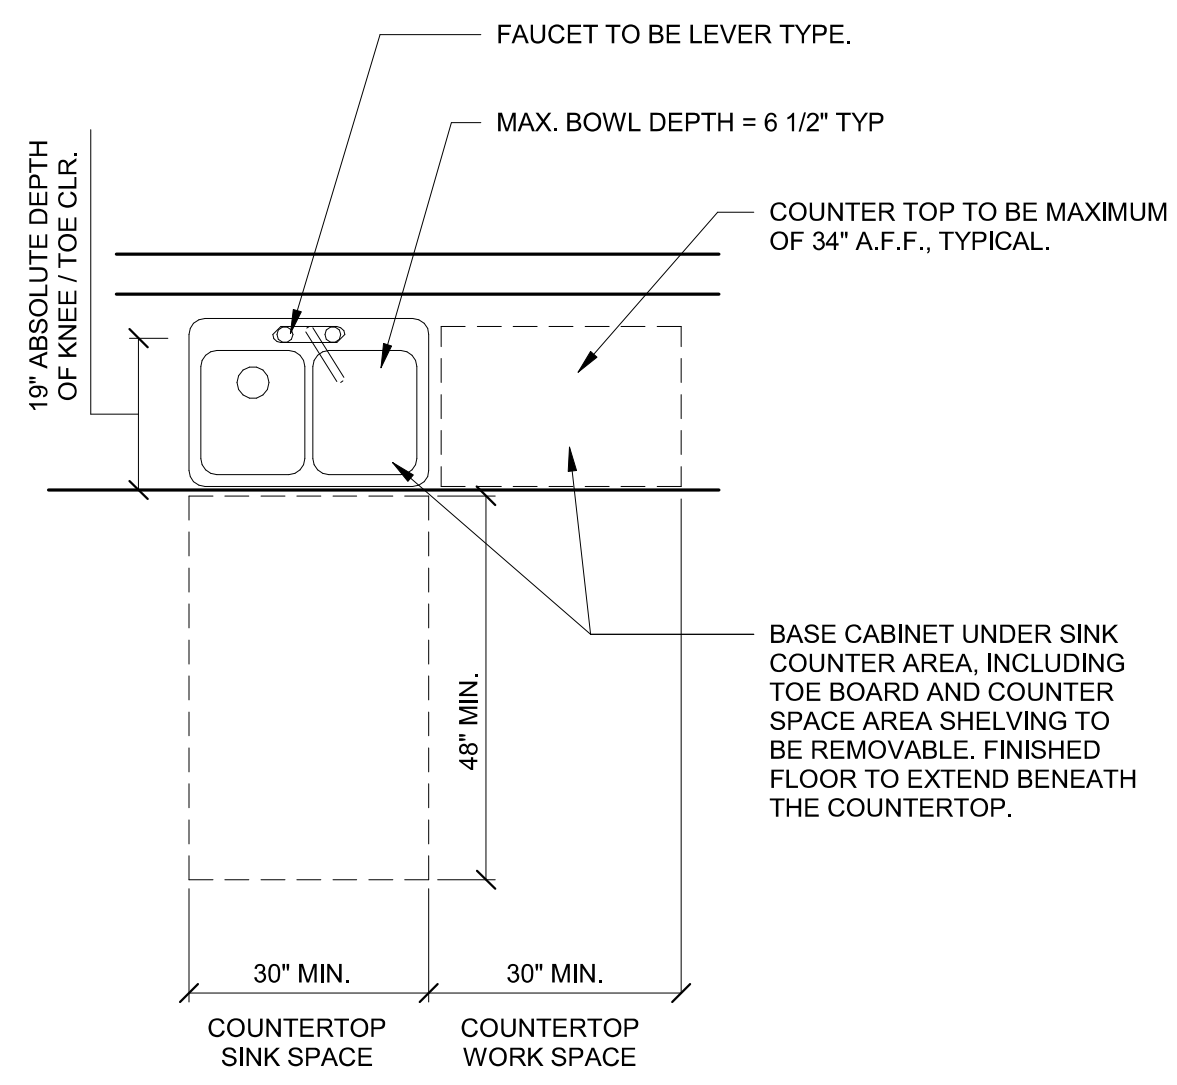 FAUCET TO BE LEVER TYPE.
MAX. BOWL DEPTH = 6 1/2" TYP
19" ABSOLUTE DEPTH
OF KNEE / TOE CLR.
COUNTER TOP TO BE MAXIMUM
OF 34" A.F.F., TYPICAL.
BASE CABINET UNDER SINK
COUNTER AREA, INCLUDING
TOE BOARD AND COUNTER
SPACE AREA SHELVING TO
BE REMOVABLE. FINISHED
FLOOR TO EXTEND BENEATH
THE COUNTERTOP.
48" MIN.
30" MIN.
30" MIN.
COUNTERTOP
SINK SPACE
COUNTERTOP
WORK SPACE